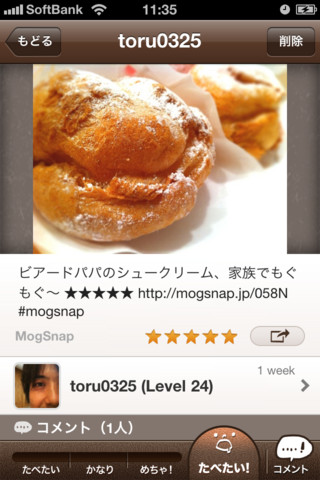 SoftBank 11:35
もどる toru0325 削除
ビアードパパのシュークリーム、家族でもぐ
もぐ〜 ★★★★★ http://mogsnap.jp/058N
#mogsnap
MogSnap
1 week
toru0325 (Level 24)
コメント（1人）
たべたい かなり めちゃ! たべたい! コメント